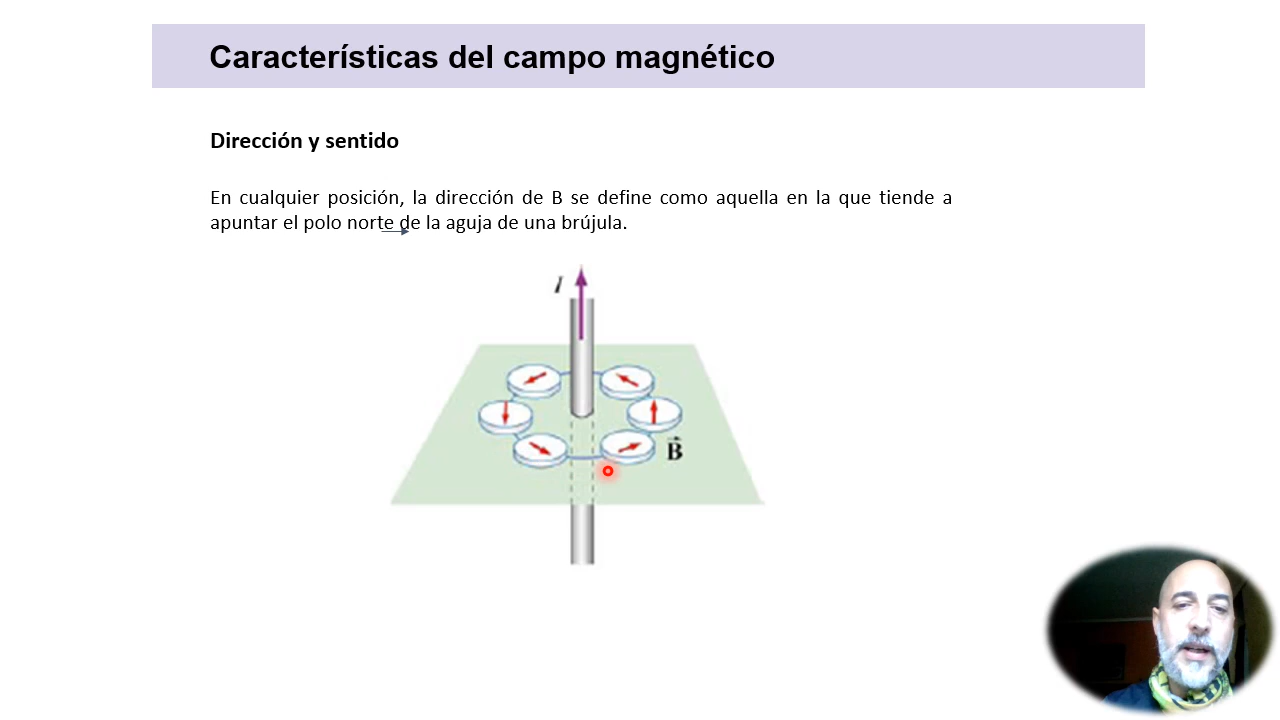 Características del campo magnético
Dirección y sentido
En cualquier posición, la dirección de B se define como aquella en la que tiende a
apuntar el polo norte de la aguja de una brújula.
I
B